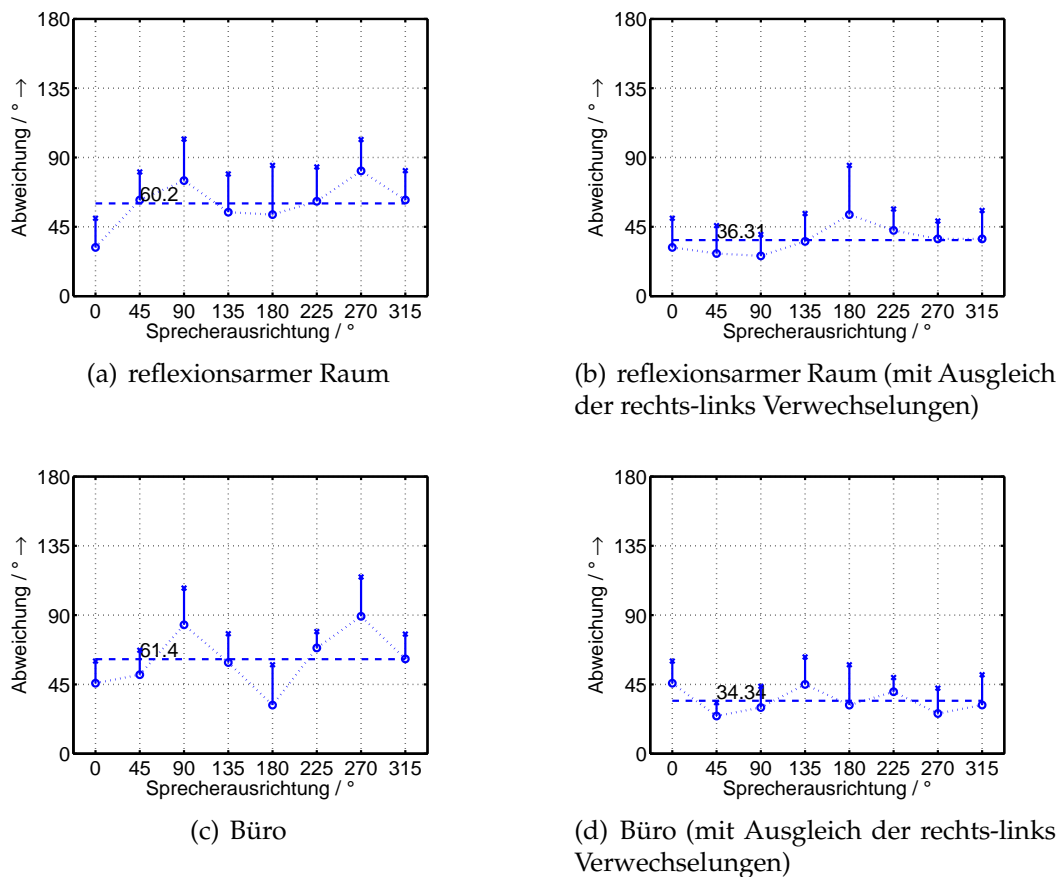 180
135
90
45
0
Abweichung / ° →
60.2
0 45 90 135 180 225 270 315
Sprecherausrichtung / °
(a) reflexionsarmer Raum
180
135
90
45
0
Abweichung / ° →
36.31
0 45 90 135 180 225 270 315
Sprecherausrichtung / °
(b) reflexionsarmer Raum (mit Ausgleich
der rechts-links Verwechselungen)
180
135
90
45
0
Abweichung / ° →
61.4
0 45 90 135 180 225 270 315
Sprecherausrichtung / °
(c) Büro
180
135
90
45
0
Abweichung / ° →
34.34
0 45 90 135 180 225 270 315
Sprecherausrichtung / °
(d) Büro (mit Ausgleich der rechts-links
Verwechselungen)